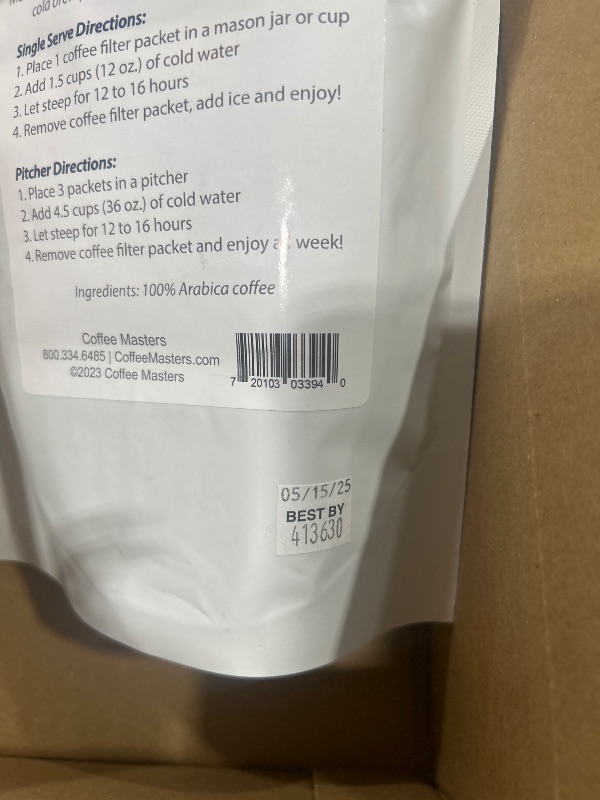 cold
Single Serve Directions:
1. Place 1 coffee filter packet in a mason jar or cup
2. Add 1.5 cups (12 oz.) of cold water
3. Let steep for 12 to 16 hours
4. Remove coffee filter packet, add ice and enjoy!
Pitcher Directions:
1. Place 3 packets in a pitcher
2. Add 4.5 cups (36 oz.) of cold water
3. Let steep for 12 to 16 hours
4. Remove coffee filter packet and enjoy week!
Ingredients: 100% Arabica coffee
Coffee Masters
800.334.6485 | CoffeeMasters.com
©2023 Coffee Masters
7 20103 03394 0
05/15/25
BEST BY
413630